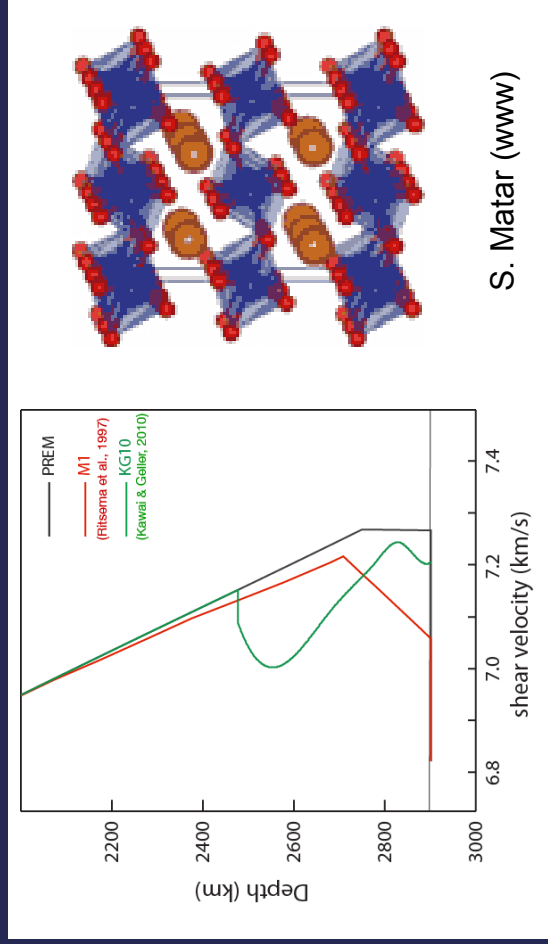 S. Matar (www)
PREM
M1
(Ritsema et al., 1997)
KG10
(Kawai & Geller, 2010)
7.4
7.2
7.0
6.8
shear velocity (km/s)
2200
2400
2600
2800
3000
Depth (km)